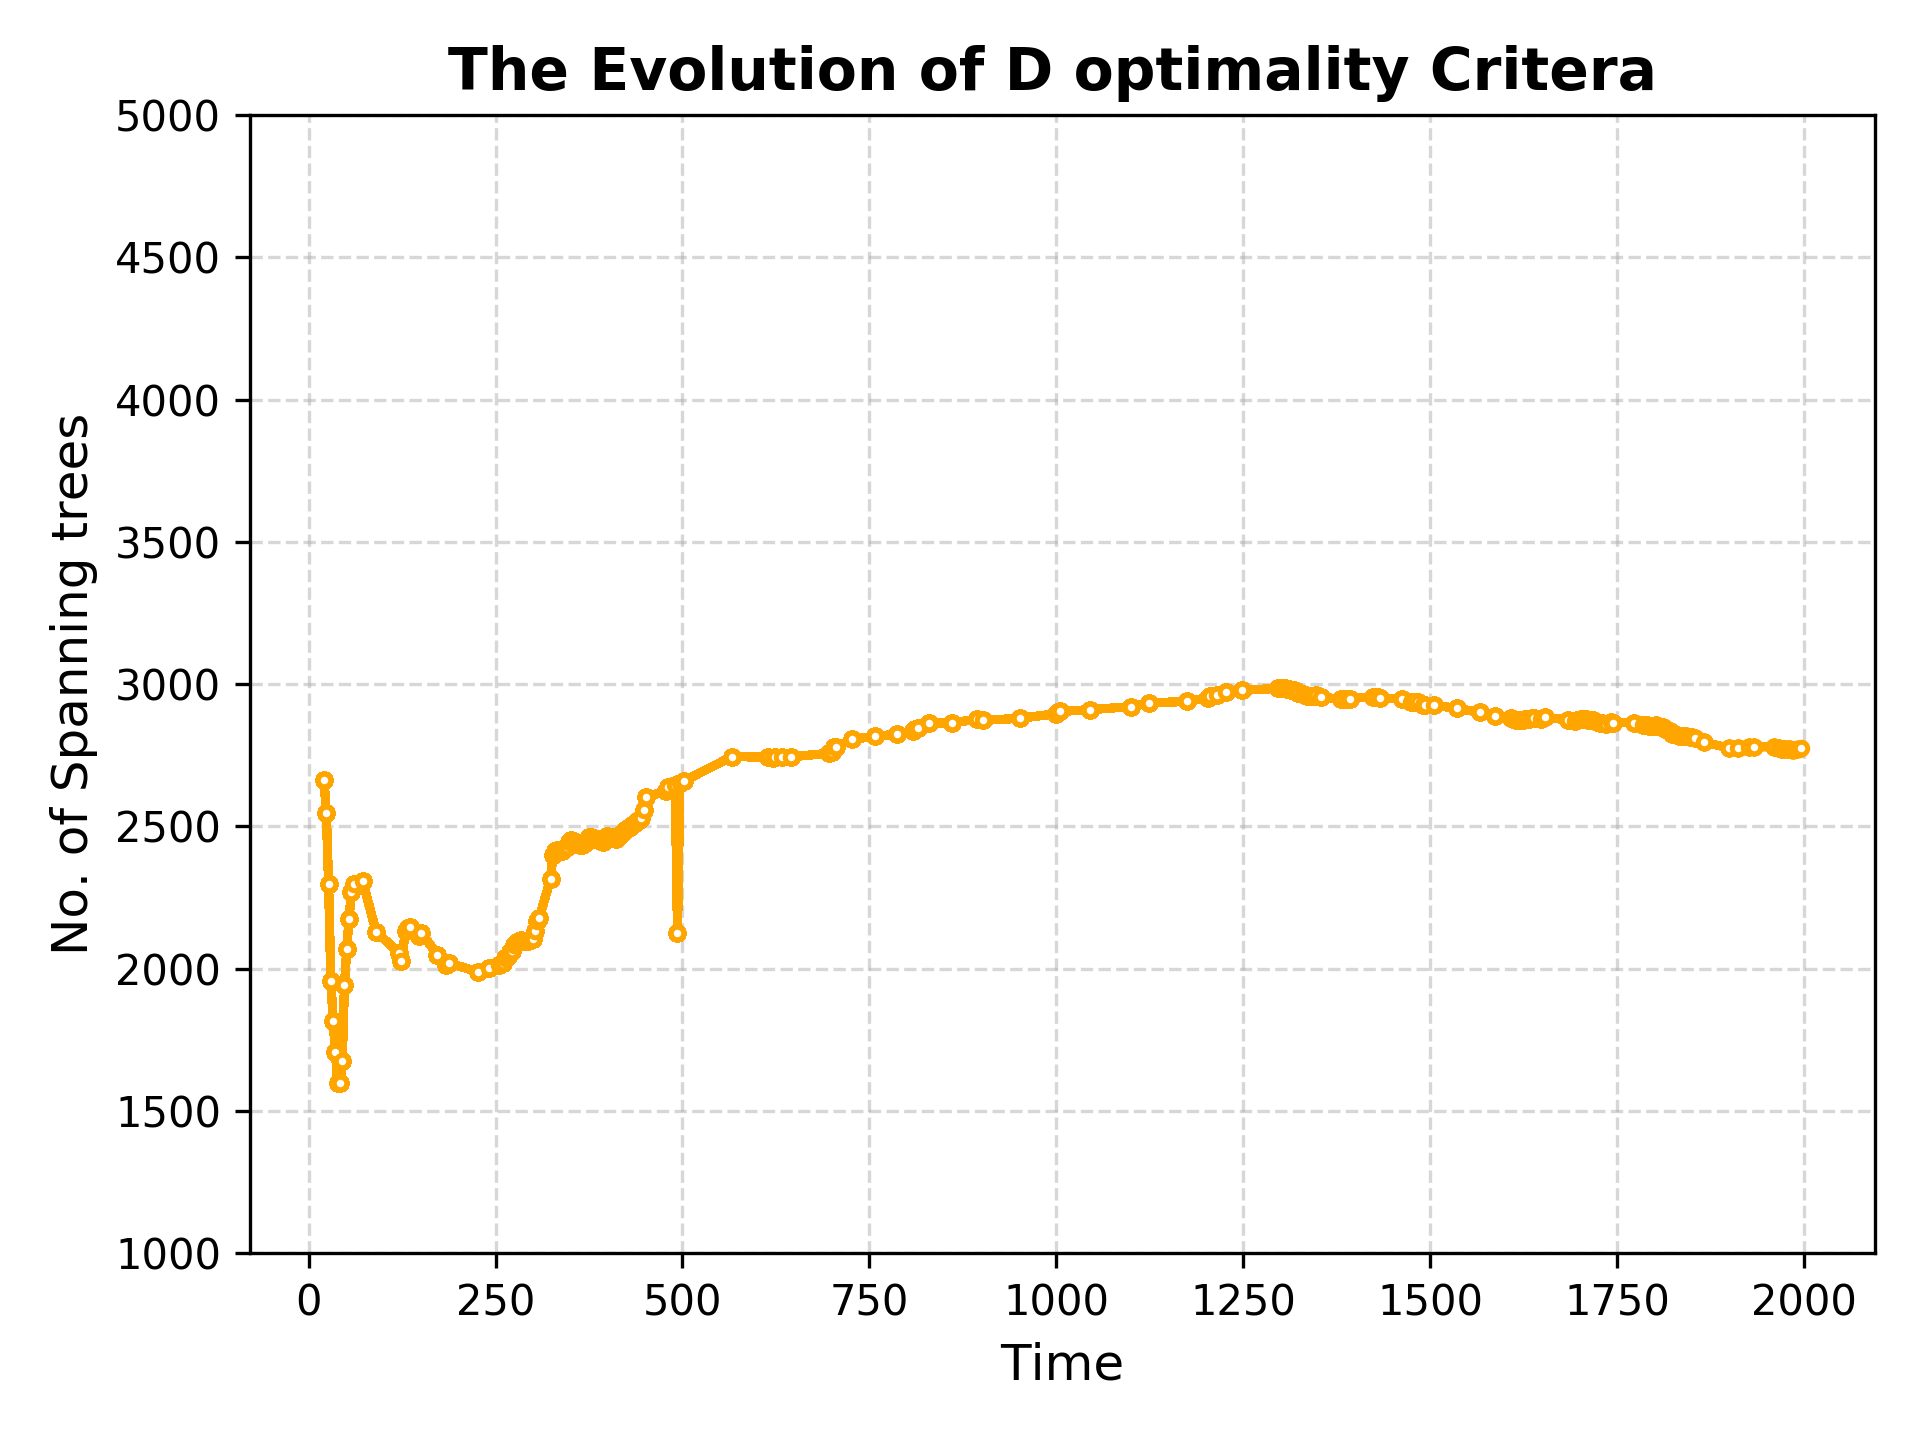 The Evolution of D optimality Critera
5000
4500
4000
3500
3000
2500
2000
1500
1000
No. of Spanning trees
0 250 500 750 1000 1250 1500 1750 2000
Time